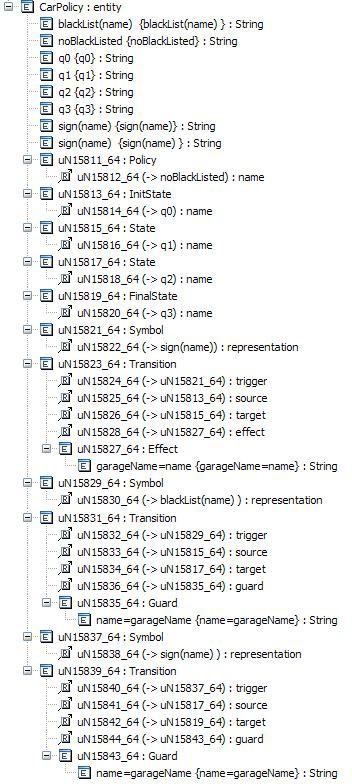 CarPolicy : entity
blackList(name) {blackList(name) } : String
noBlackListed {noBlackListed} : String
q0 {q0} : String
q1 {q1} : String
q2 {q2} : String
q3 {q3} : String
sign(name) {sign(name)} : String
sign(name) {sign(name) } : String
uN15811_64 : Policy
uN15812_64 (-> noBlackListed) : name
uN15813_64 : InitState
uN15814_64 (-> q0) : name
uN15815_64 : State
uN15816_64 (-> q1) : name
uN15817_64 : State
uN15818_64 (-> q2) : name
uN15819_64 : FinalState
uN15820_64 (-> q3) : name
uN15821_64 : Symbol
uN15822_64 (-> sign(name)) : representation
uN15823_64 : Transition
uN15824_64 (-> uN15821_64) : trigger
uN15825_64 (-> uN15813_64) : source
uN15826_64 (-> uN15815_64) : target
uN15828_64 (-> uN15827_64) : effect
uN15827_64 : Effect
garageName=name {garageName=name} : String
uN15829_64 : Symbol
uN15830_64 (-> blackList(name) ) : representation
uN15831_64 : Transition
uN15832_64 (-> uN15829_64) : trigger
uN15833_64 (-> uN15815_64) : source
uN15834_64 (-> uN15817_64) : target
uN15836_64 (-> uN15835_64) : guard
uN15835_64 : Guard
name=garageName {name=garageName} : String
uN15837_64 : Symbol
uN15838_64 (-> sign(name) ) : representation
uN15839_64 : Transition
uN15840_64 (-> uN15837_64) : trigger
uN15841_64 (-> uN15817_64) : source
uN15842_64 (-> uN15819_64) : target
uN15844_64 (-> uN15843_64) : guard
uN15843_64 : Guard
name=garageName {name=garageName} : String